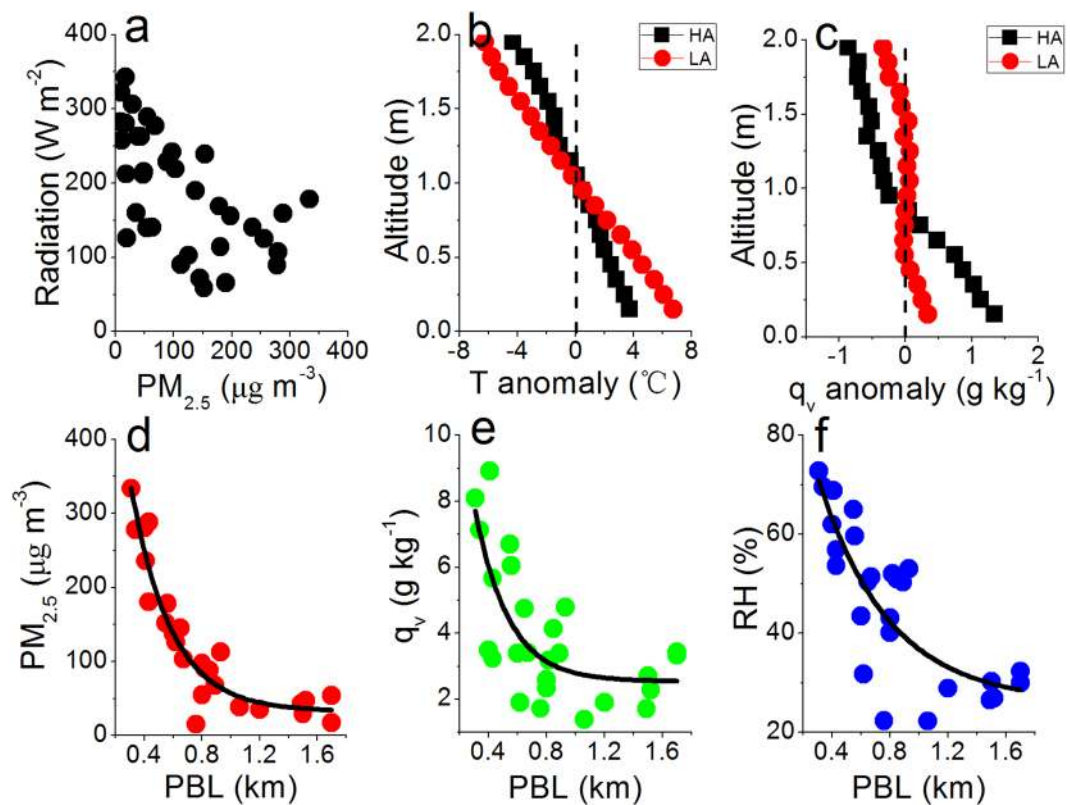 a
400
300
200
100
0
Radiation (W m-2)
0 100 200 300 400
PM2.5 (μg m-3)
b
HA
LA
2.0
1.5
1.0
0.5
0.0
Altitude (m)
-8 -4 0 4 8
T anomaly (℃)
c
HA
LA
2.0
1.5
1.0
0.5
0.0
Altitude (m)
-1 0 1 2
qv anomaly (g kg-1)
d
400
300
200
100
0
PM2.5 (μg m-3)
0.4 0.8 1.2 1.6
PBL (km)
e
10
8
6
4
2
qv (g kg-1)
0.4 0.8 1.2 1.6
PBL (km)
f
80
60
40
20
RH (%)
0.4 0.8 1.2 1.6
PBL (km)